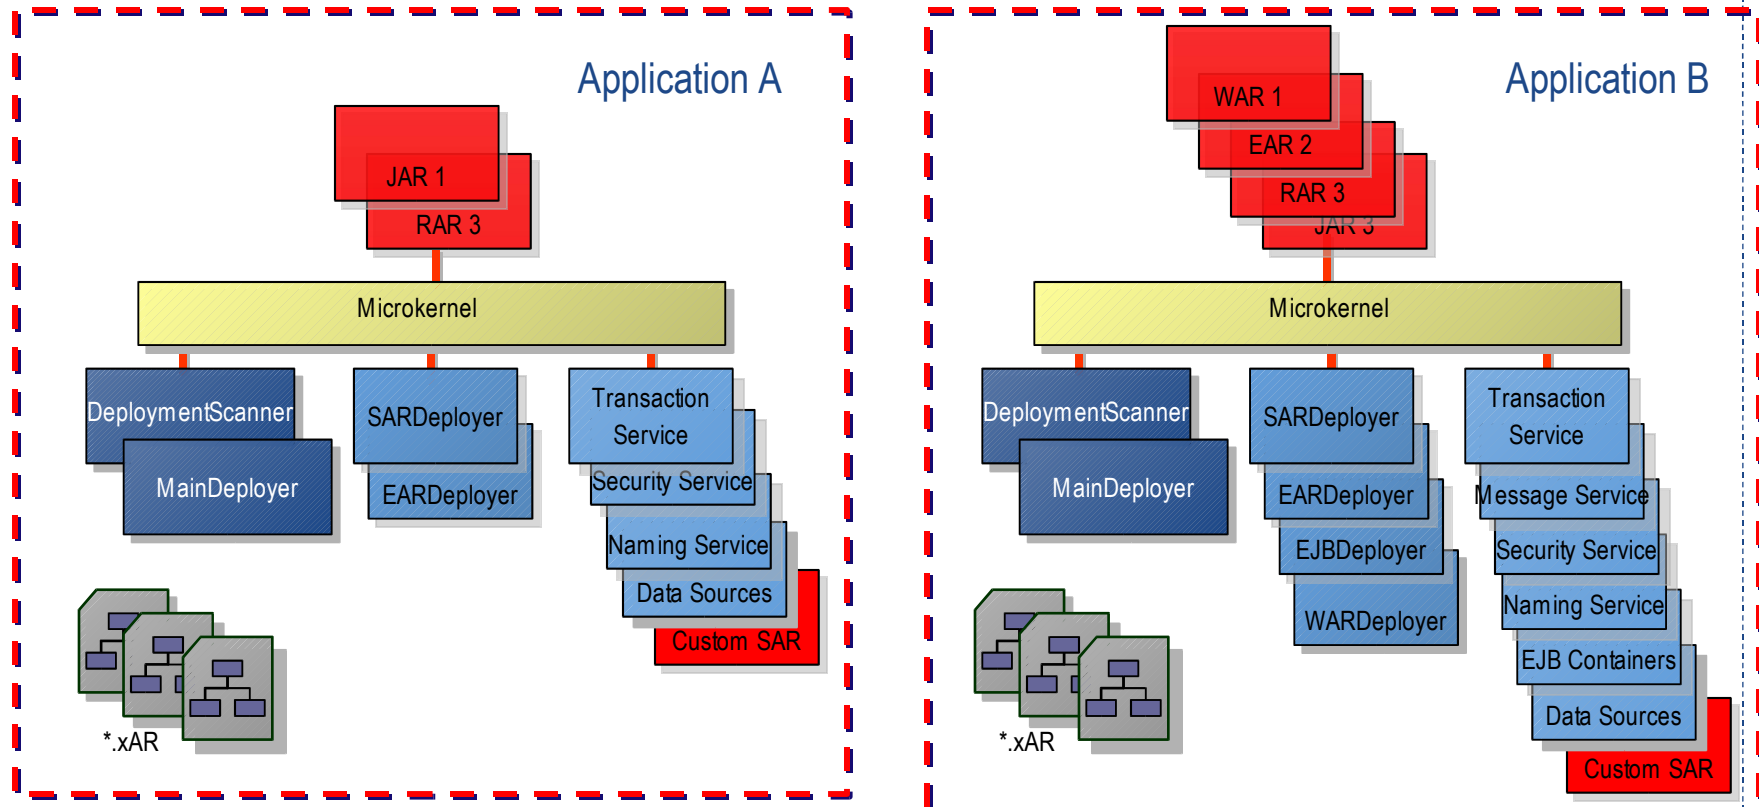 Application A
JAR 1
RAR 3
Microkernel
DeploymentScanner
MainDeployer
SARDeployer
EARDeployer
Transaction
Service
Security Service
Naming Service
Data Sources
Custom SAR
*.xAR
Application B
WAR 1
EAR 2
RAR 3
JAR 3
Microkernel
DeploymentScanner
MainDeployer
SARDeployer
EARDeployer
EJBDeployer
WARDeployer
Transaction
Service
Message Service
Security Service
Naming Service
EJB Containers
Data Sources
Custom SAR
*.xAR